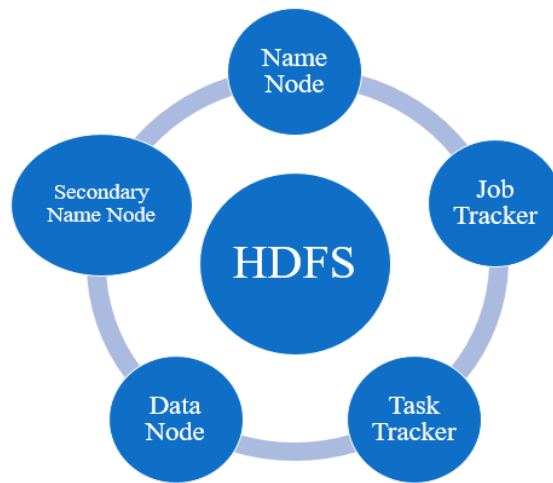 Name
Node
Job
Tracker
Task
Tracker
Data
Node
Secondary
Name Node
HDFS